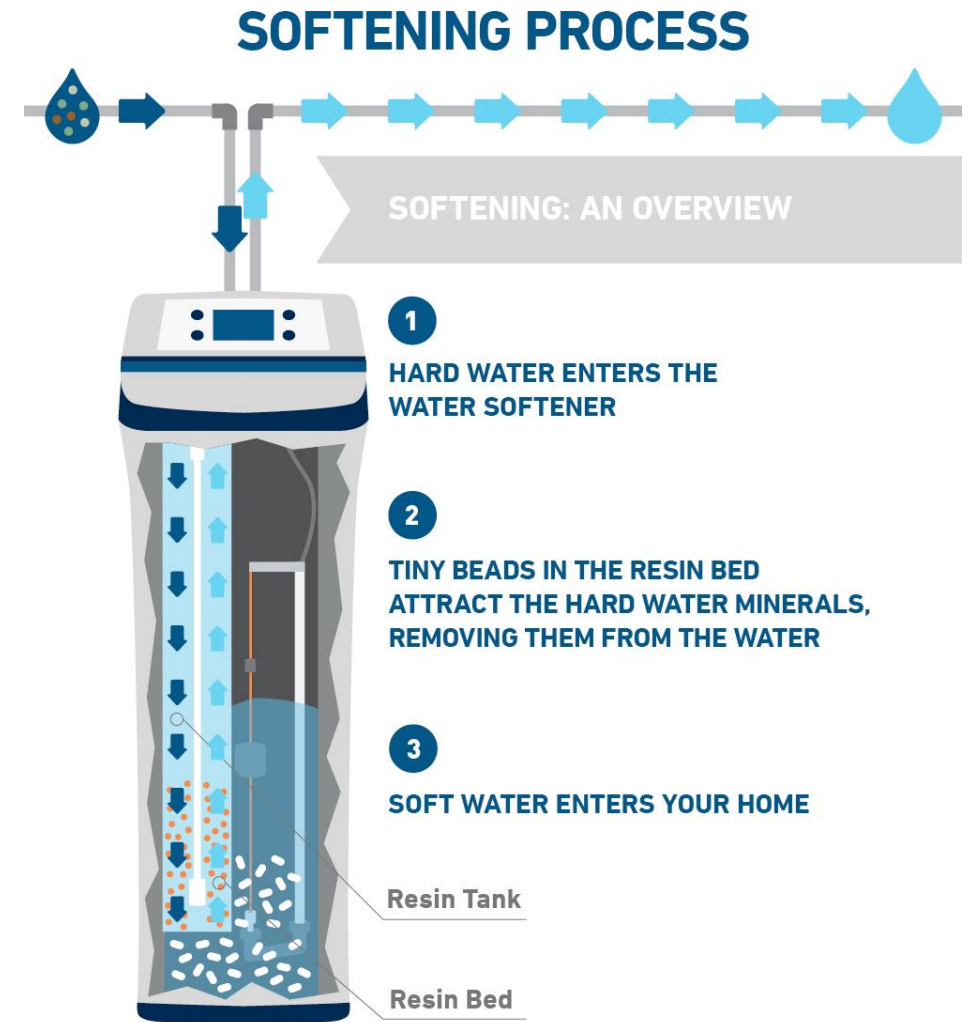 SOFTENING PROCESS
SOFTENING: AN OVERVIEW
1
HARD WATER ENTERS THE
WATER SOFTENER
2
TINY BEADS IN THE RESIN BED
ATTRACT THE HARD WATER MINERALS,
REMOVING THEM FROM THE WATER
3
SOFT WATER ENTERS YOUR HOME
Resin Tank
Resin Bed